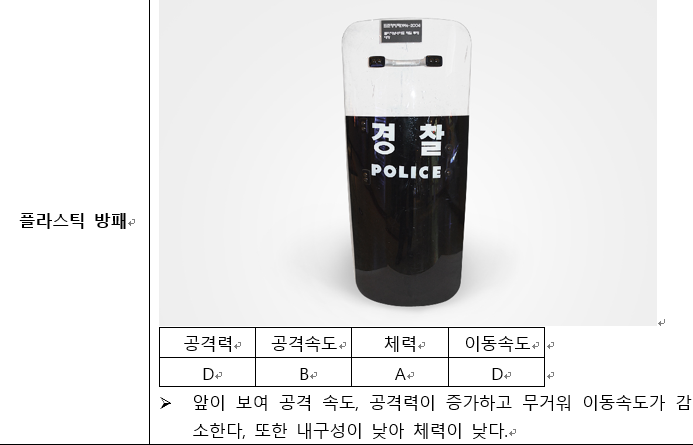 플라스틱 방패
경 찰
POLICE
공격력 공격속도 체력 이동속도
D B A D
➢ 앞이 보여 공격 속도, 공격력이 증가하고 무거워 이동속도가 감
소한다, 또한 내구성이 낮아 체력이 낮다.